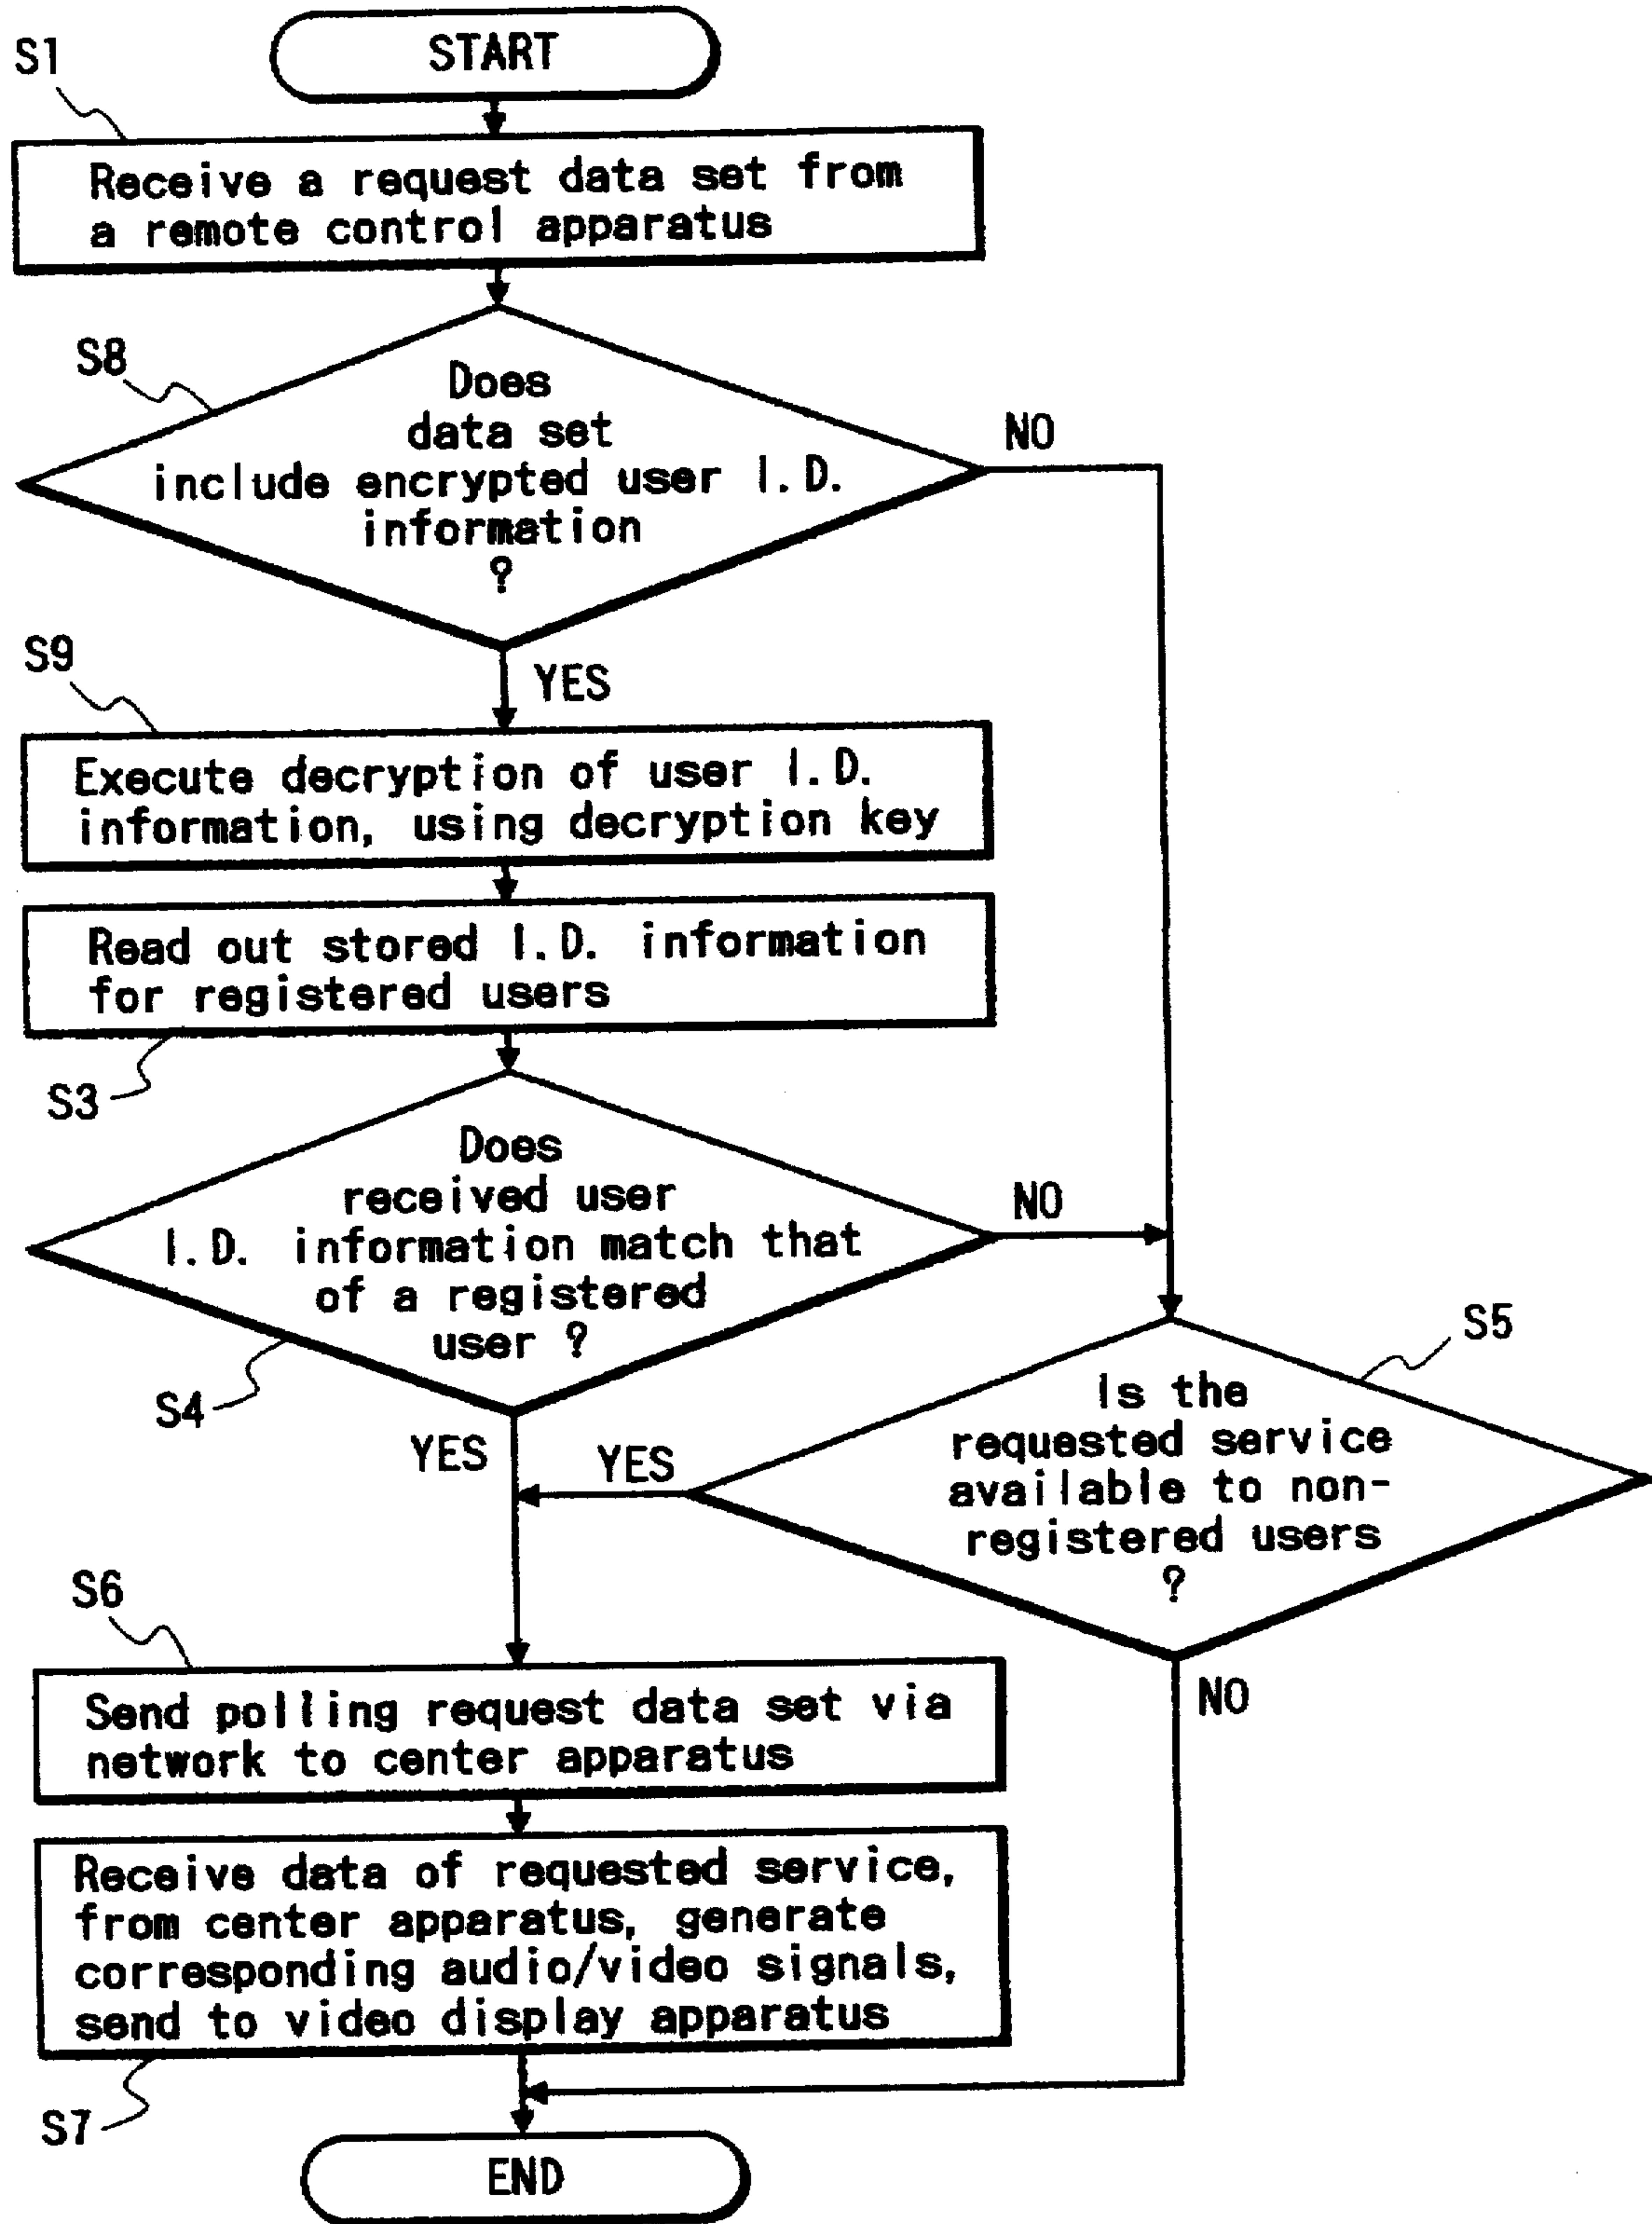 START
S1
Receive a request data set from
a remote control apparatus
S8
Does
data set
include encrypted user I.D.
information
?
NO
YES
S9
Execute decryption of user I.D.
information, using decryption key
Read out stored I.D. information
for registered users
S3
Does
received user
I.D. information match that
of a registered
user ?
NO
S4
YES
S5
Is the
requested service
available to non-
registered users
?
YES
NO
S6
Send polling request data set via
network to center apparatus
Receive data of requested service,
from center apparatus, generate
corresponding audio/video signals,
send to video display apparatus
S7
END